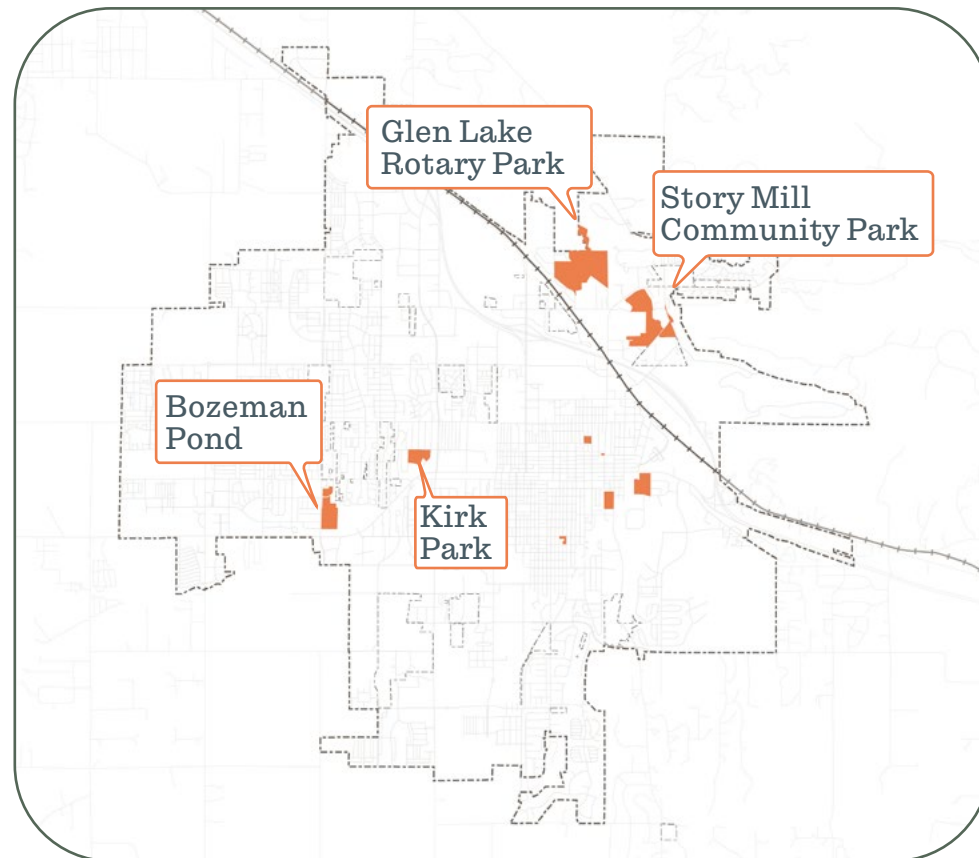 Glen Lake
Rotary Park
Story Mill
Community Park
Bozeman
Pond
Kirk
Park